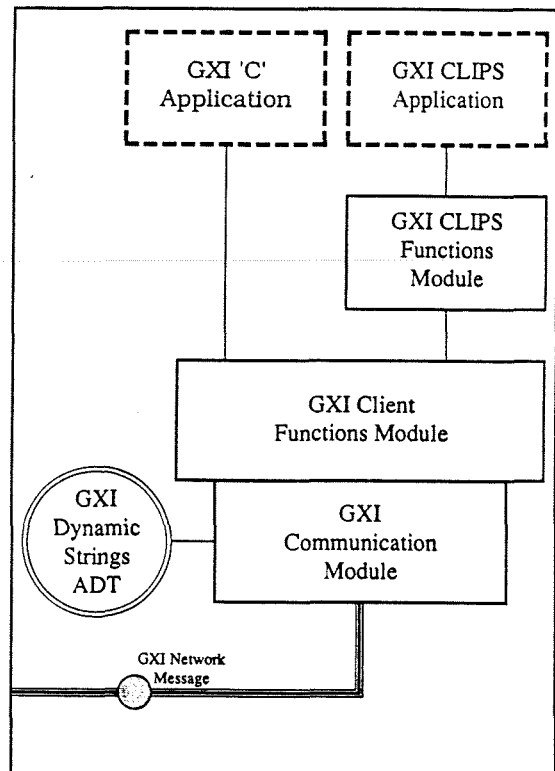 GXI 'C'
Application
GXI CLIPS
Application
GXI CLIPS
Functions
Module
GXI Client
Functions Module
GXI
Dynamic
Strings
ADT
GXI
Communication
Module
GXI Network
Message